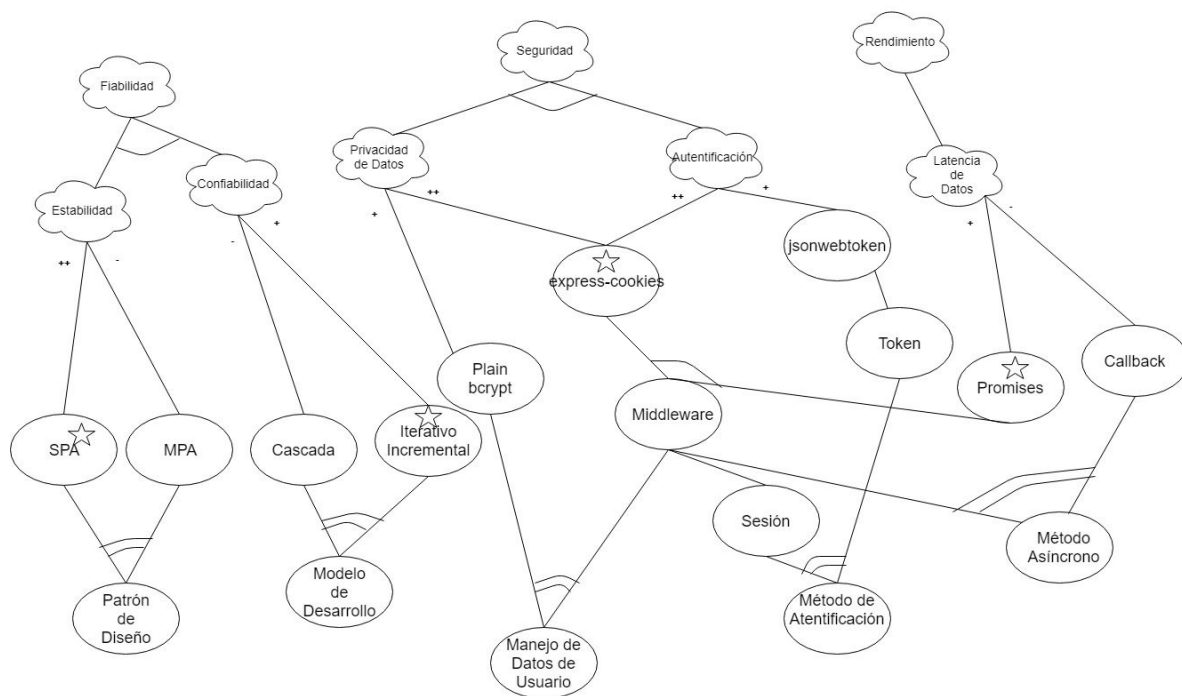 Rendimiento
Seguridad
Fiabilidad
Privacidad
de Datos
Autentificación
Latencia
de
Datos
Confiabilidad
Estabilidad
++
++
+
+
-
+
+
-
++
-
jsonwebtoken
express-cookies
Token
Callback
Plain
bcrypt
Promises
Middleware
SPA
MPA
Cascada
Iterativo
Incremental
Sesión
Método
Asíncrono
Patrón
de
Diseño
Modelo
de
Desarrollo
Método de
Atentificación
Manejo de
Datos de
Usuario